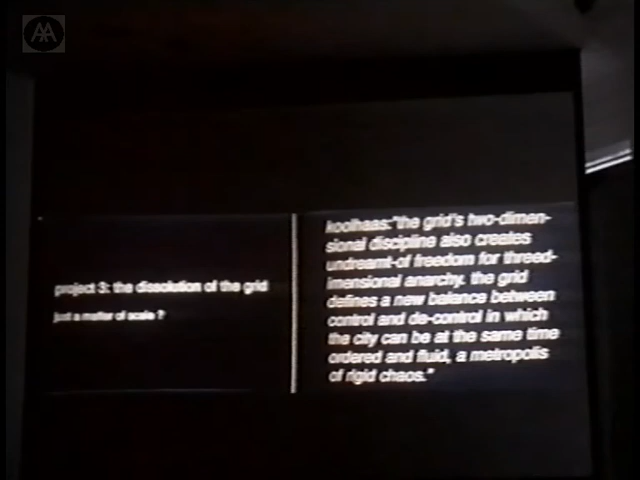 AA
project 3: the dissolution of the grid
just a matter of scale ?
koolhaas:"the grid's two-dimen-
sional discipline also creates
undreamt-of freedom for threed-
imensional anarchy. the grid
defines a new balance between
control and de-control in which
the city can be at the same time
ordered and fluid, a metropolis
of rigid chaos."